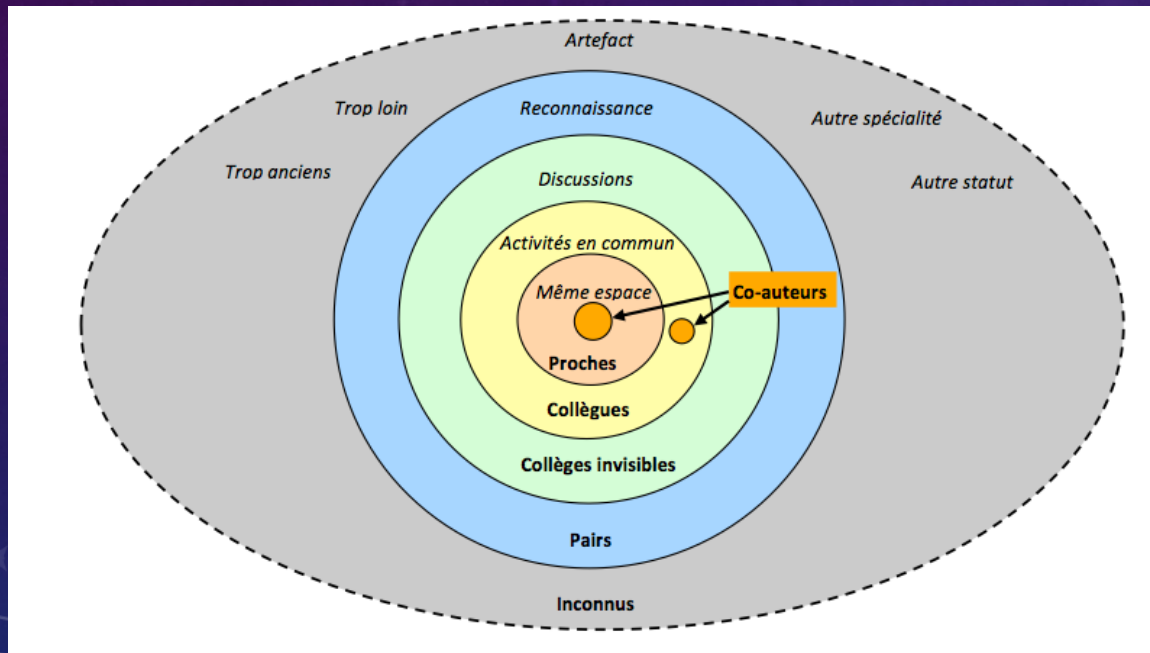 Artefact
Trop loin
Reconnaissance
Autre spécialité
Trop anciens
Discussions
Autre statut
Activités en commun
Même espace
Co-auteurs
Proches
Collègues
Collèges invisibles
Pairs
Inconnus